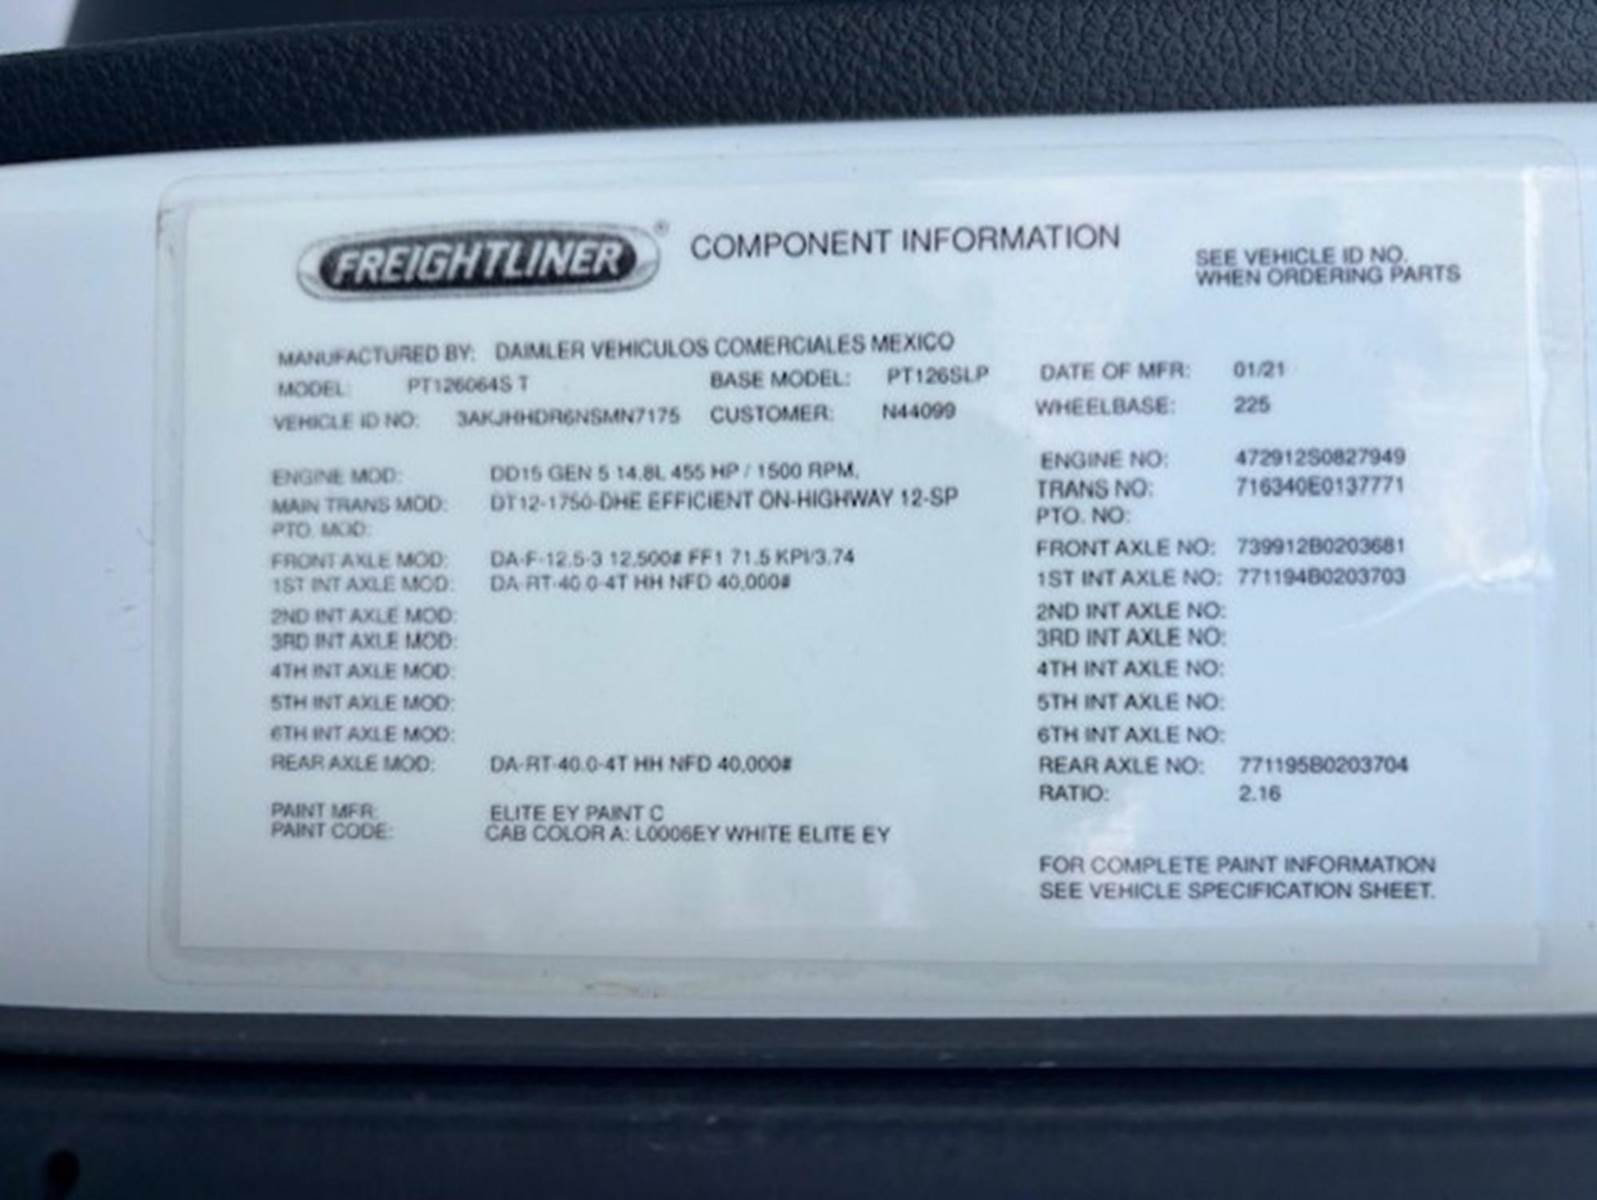 FREIGHTLINER® COMPONENT INFORMATION
SEE VEHICLE ID NO.
WHEN ORDERING PARTS
MANUFACTURED BY: DAIMLER VEHICULOS COMERCIALES MEXICO
MODEL: PT126064S T BASE MODEL: PT126SLP DATE OF MFR: 01/21
VEHICLE ID NO: 3AKJHHDR6NSMN7175 CUSTOMER: N44099 WHEELBASE: 225
ENGINE MOD: DD15 GEN 5 14.8L 455 HP / 1500 RPM, ENGINE NO: 472912S0827949
MAIN TRANS MOD: DT12-1750-DHE EFFICIENT ON-HIGHWAY 12-SP TRANS NO: 716340E0137771
PTO. MOD: PTO. NO:
FRONT AXLE MOD: DA-F-12.5-3 12,500# FF1 71.5 KPI/3.74 FRONT AXLE NO: 739912B0203681
1ST INT AXLE MOD: DA-RT-40.0-4T HH NFD 40,000# 1ST INT AXLE NO: 771194B0203703
2ND INT AXLE MOD: 2ND INT AXLE NO:
3RD INT AXLE MOD: 3RD INT AXLE NO:
4TH INT AXLE MOD: 4TH INT AXLE NO:
5TH INT AXLE MOD: 5TH INT AXLE NO:
6TH INT AXLE MOD: 6TH INT AXLE NO:
REAR AXLE MOD: DA-RT-40.0-4T HH NFD 40,000# REAR AXLE NO: 771195B0203704
RATIO: 2.16
PAINT MFR: ELITE EY PAINT C
PAINT CODE: CAB COLOR A: L0006EY WHITE ELITE EY
FOR COMPLETE PAINT INFORMATION
SEE VEHICLE SPECIFICATION SHEET.